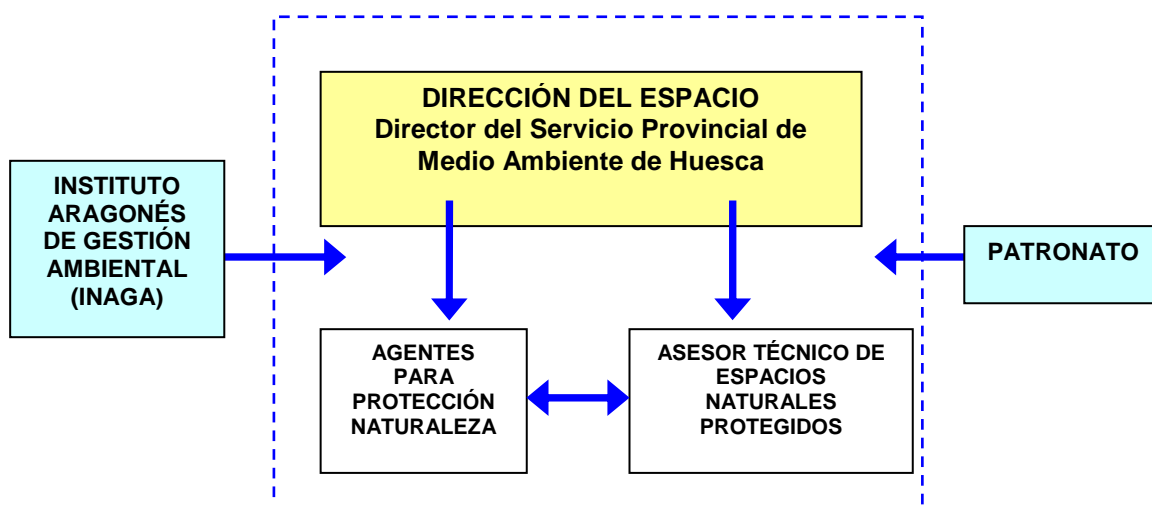 DIRECCIÓN DEL ESPACIO
Director del Servicio Provincial de
Medio Ambiente de Huesca
INSTITUTO
ARAGONÉS
DE GESTIÓN
AMBIENTAL
(INAGA)
PATRONATO
AGENTES
PARA
PROTECCIÓN
NATURALEZA
ASESOR TÉCNICO DE
ESPACIOS
NATURALES
PROTEGIDOS